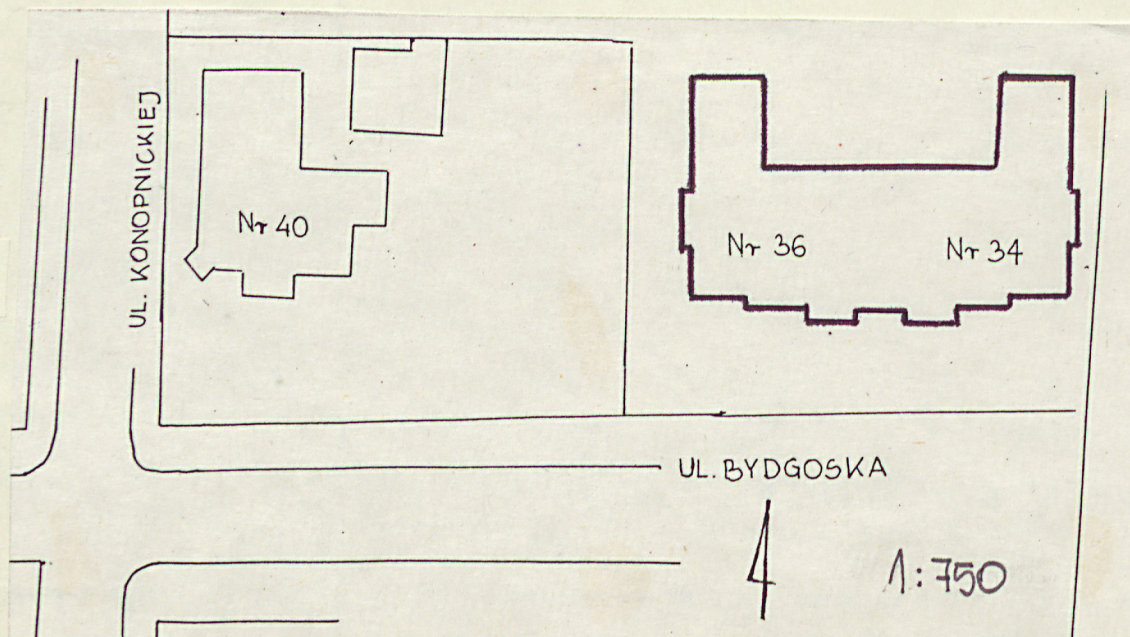 UL. KONOPNICKIEJ
Nr 40
Nr 36
Nr 34
UL. BYDGOSKA
1:750